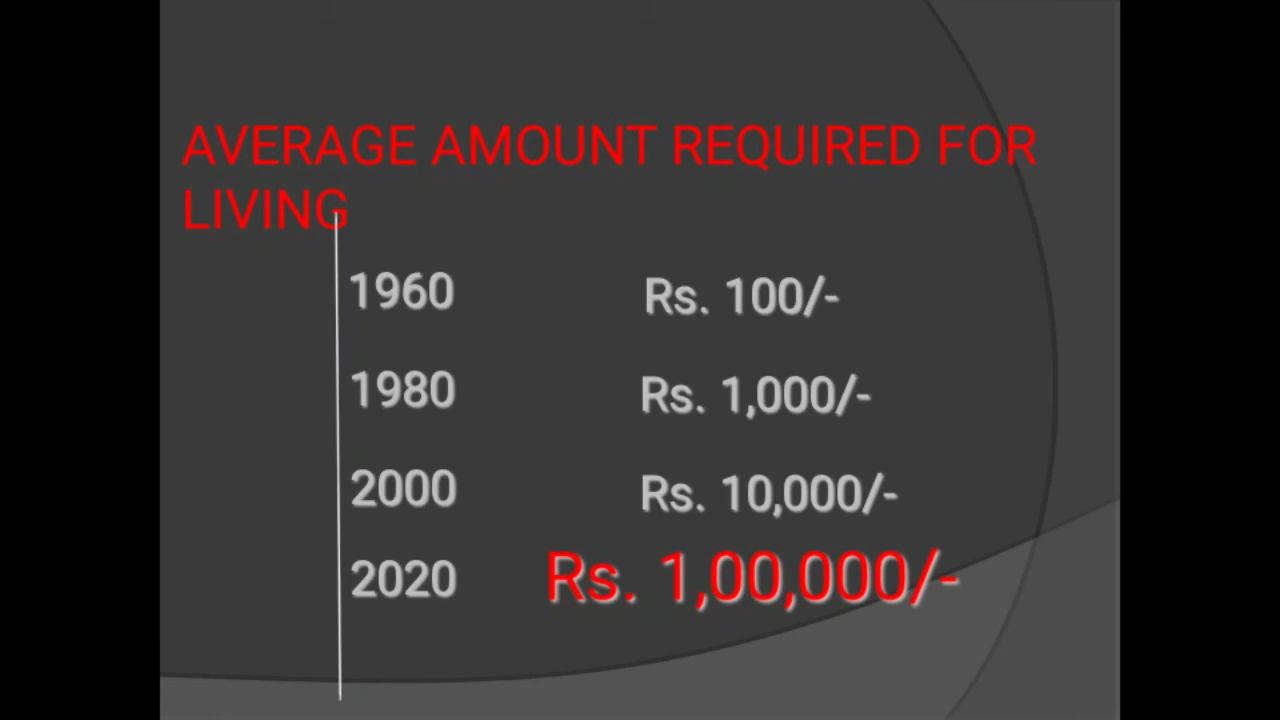 AVERAGE AMOUNT REQUIRED FOR
LIVING
1960 Rs. 100/-
1980 Rs. 1,000/-
2000 Rs. 10,000/-
2020 Rs. 1,00,000/-